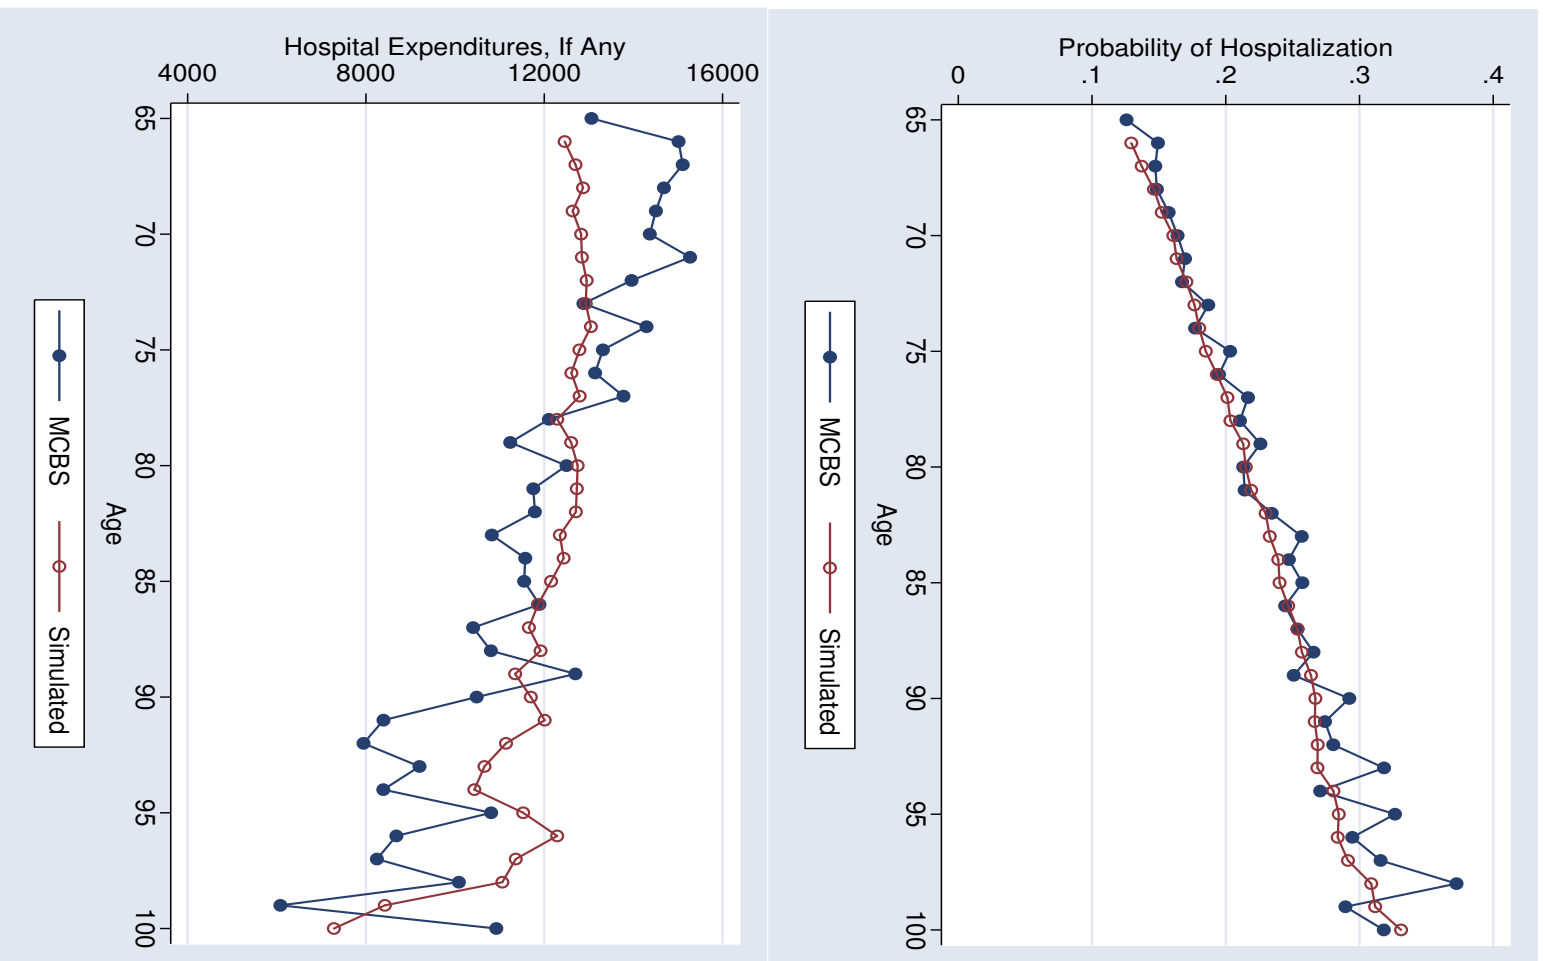 Hospital Expenditures, If Any
4000 8000 12000 16000
65
70
75
80
85
90
95
100
Age
MCBS Simulated
Probability of Hospitalization
0 .1 .2 .3 .4
65
70
75
80
85
90
95
100
Age
MCBS Simulated